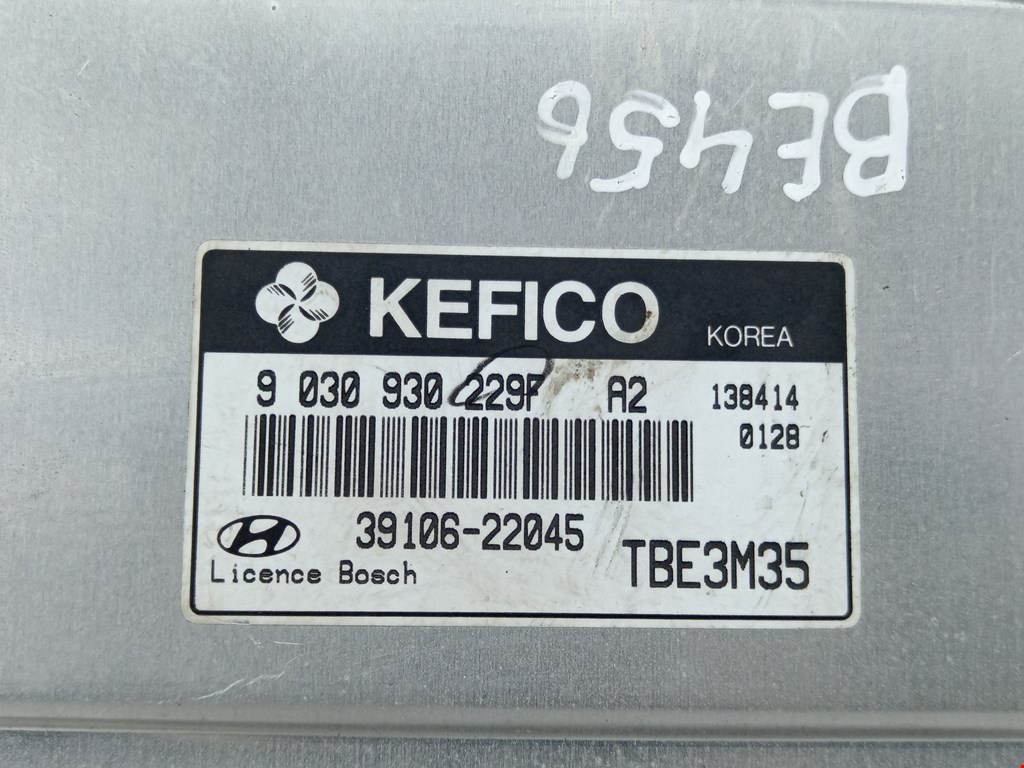 BE456
KEFICO
KOREA
9 030 930 229F A2 138414
0128
39106-22045
Licence Bosch
TBE3M35